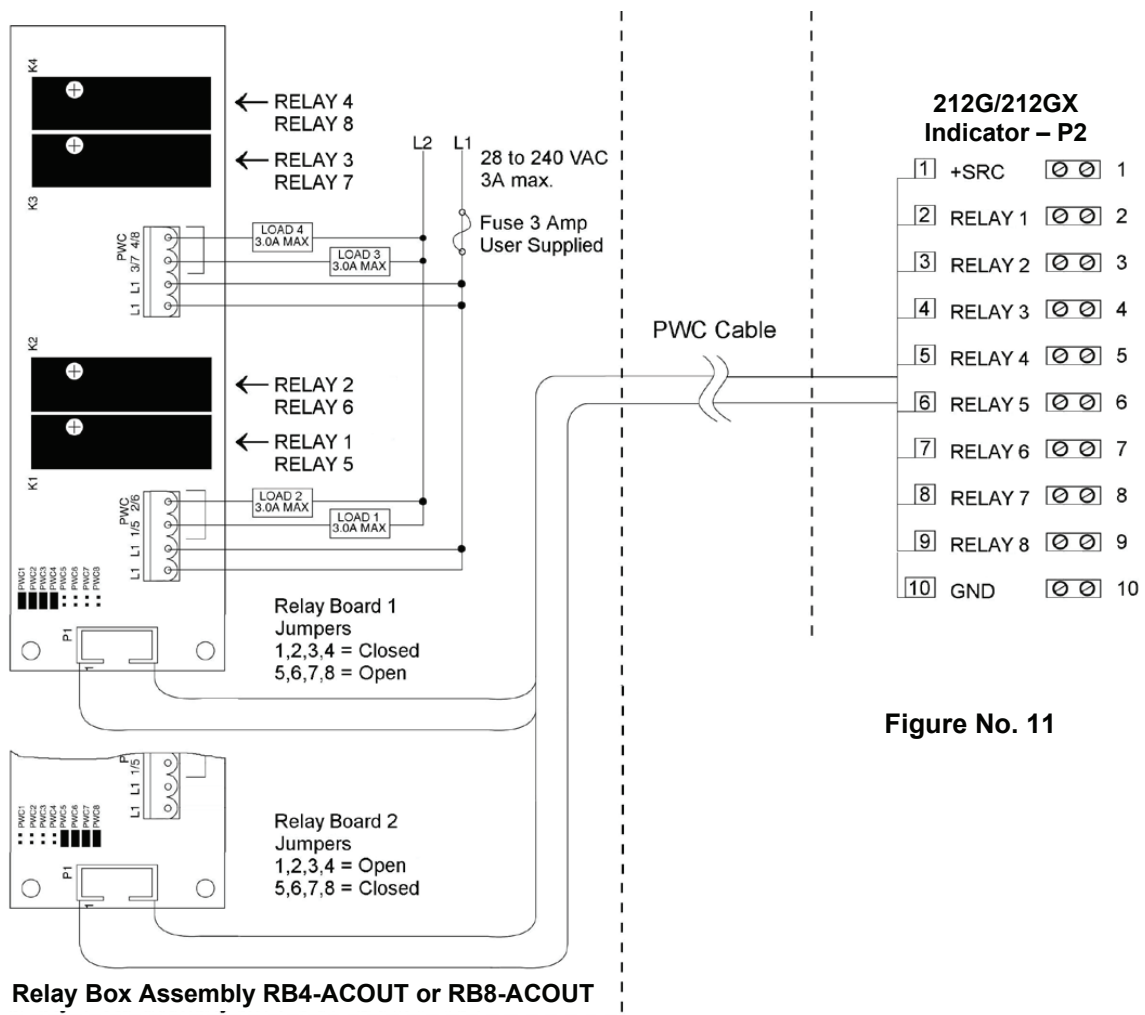 K4
RELAY 4
RELAY 8
K3
RELAY 3
RELAY 7
L2
L1
28 to 240 VAC
3A max.
Fuse 3 Amp
User Supplied
PWC
4/8
3/7
L1
L1
LOAD 4
3.0A MAX
LOAD 3
3.0A MAX
K2
RELAY 2
RELAY 6
K1
RELAY 1
RELAY 5
PWC
2/6
1/5
L1
L1
LOAD 2
3.0A MAX
LOAD 1
3.0A MAX
PWC1
PWC2
PWC3
PWC4
PWC5
PWC6
PWC7
PWC8
P1
1
Relay Board 1
Jumpers
1,2,3,4 = Closed
5,6,7,8 = Open
P
1/5
L1
L1
PWC1
PWC2
PWC3
PWC4
PWC5
PWC6
PWC7
PWC8
P1
1
Relay Board 2
Jumpers
1,2,3,4 = Open
5,6,7,8 = Closed
PWC Cable
212G/212GX
Indicator – P2
1 +SRC 1
2 RELAY 1 2
3 RELAY 2 3
4 RELAY 3 4
5 RELAY 4 5
6 RELAY 5 6
7 RELAY 6 7
8 RELAY 7 8
9 RELAY 8 9
10 GND 10
Figure No. 11
Relay Box Assembly RB4-ACOUT or RB8-ACOUT